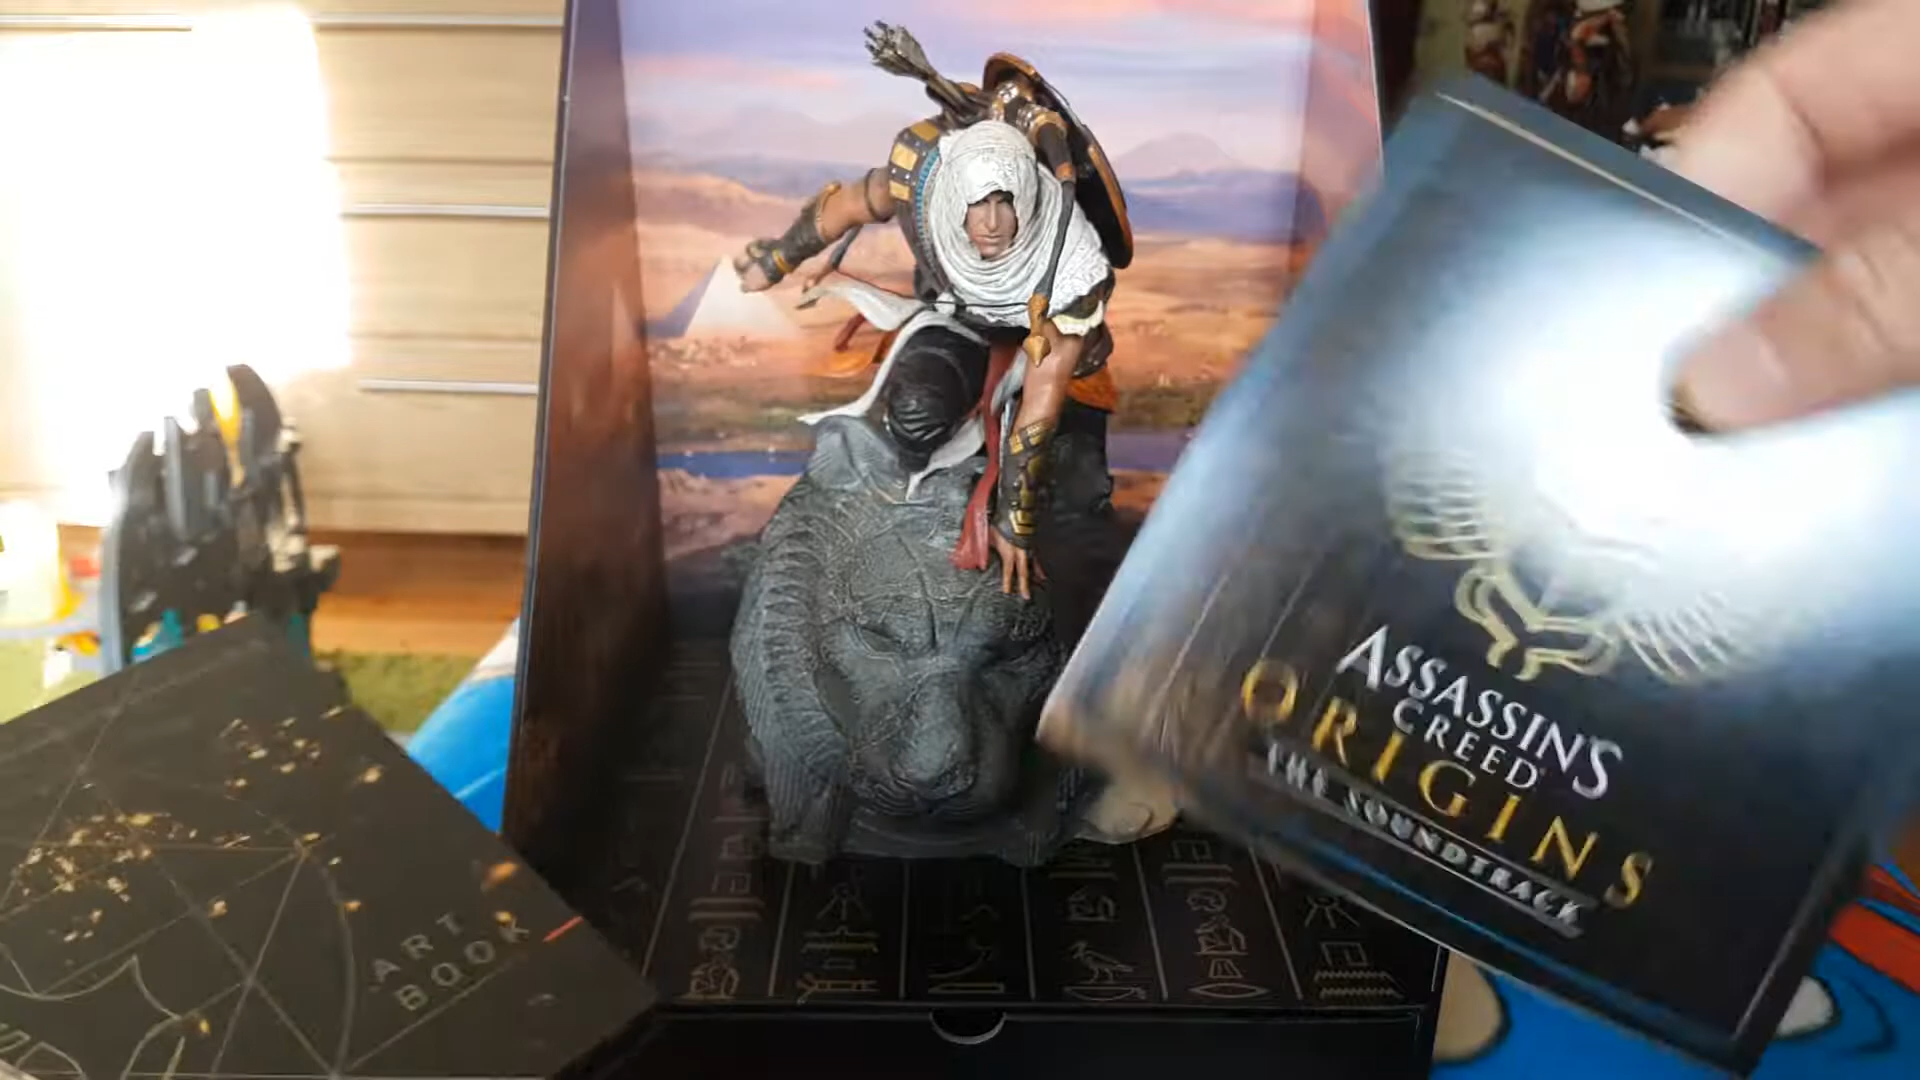 ART
BOOK
ASSASSIN'S
CREED
ORIGINS
THE SOUNDTRACK